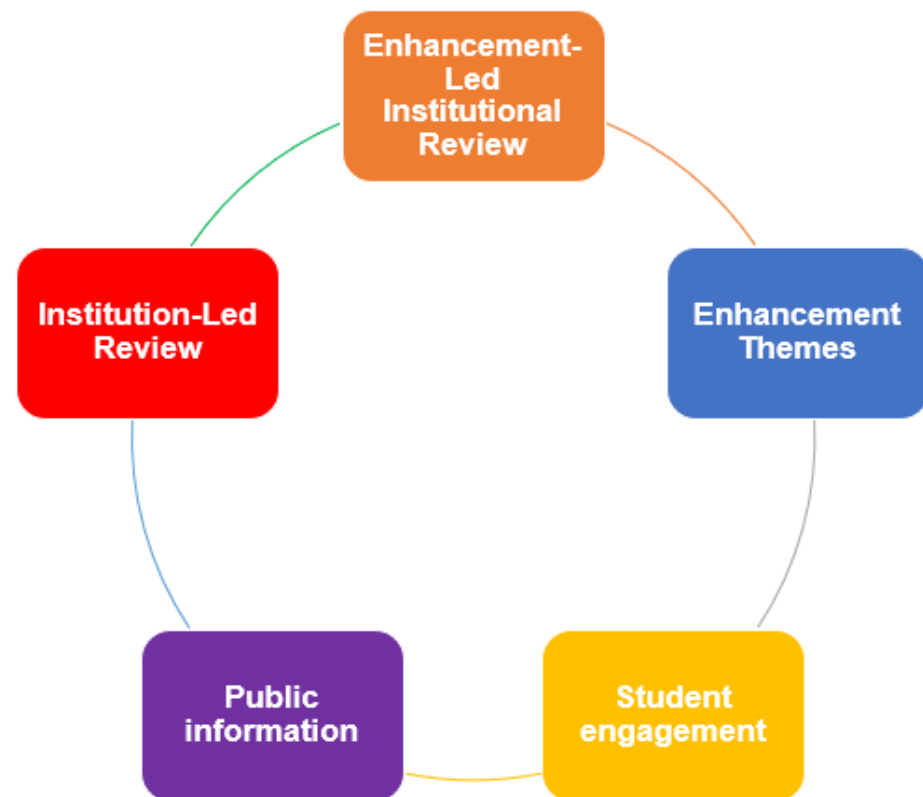 Enhancement-
Led
Institutional
Review
Enhancement
Themes
Student
engagement
Public
information
Institution-Led
Review